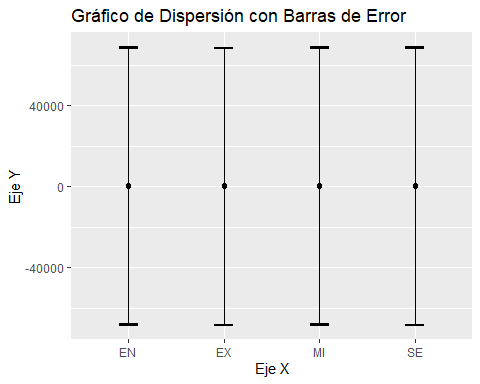 Gráfico de Dispersión con Barras de Error
Eje Y
40000
0
-40000
EN EX MI SE
Eje X